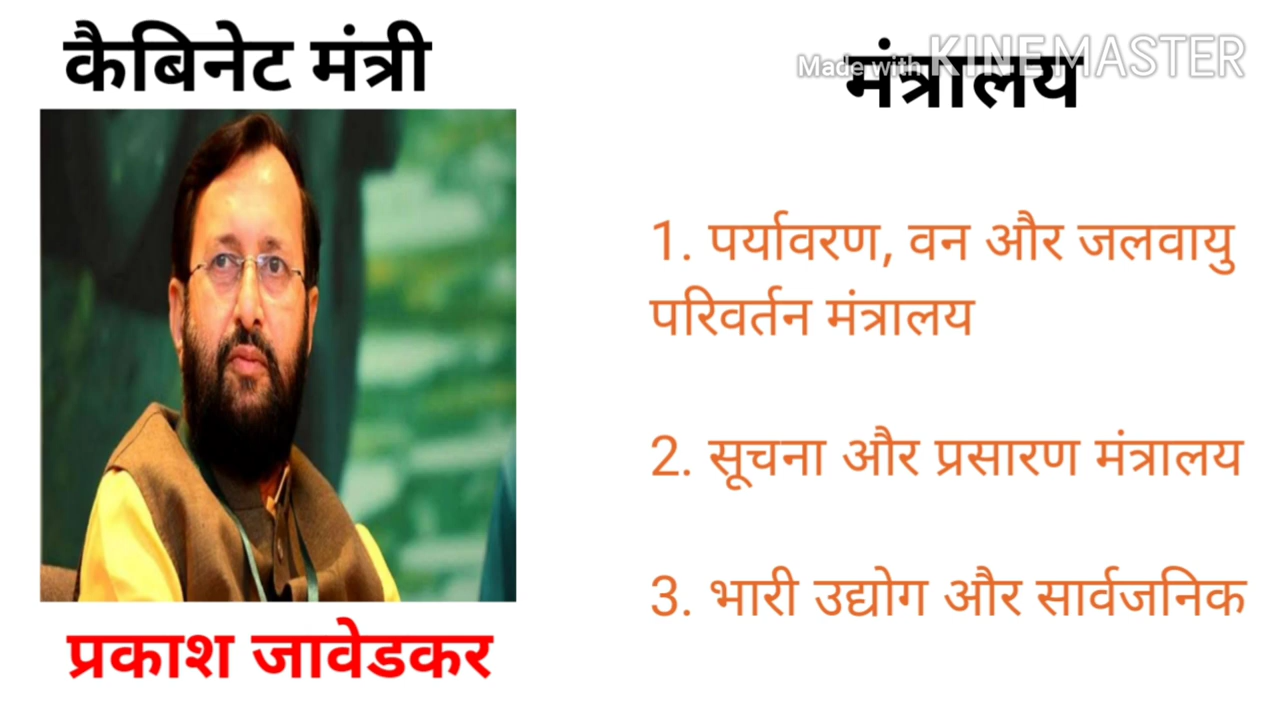 कैबिनेट मंत्री
मंत्रालय
Made with KINEMASTER
1. पर्यावरण, वन और जलवायु
परिवर्तन मंत्रालय
2. सूचना और प्रसारण मंत्रालय
3. भारी उद्योग और सार्वजनिक
प्रकाश जावेडकर